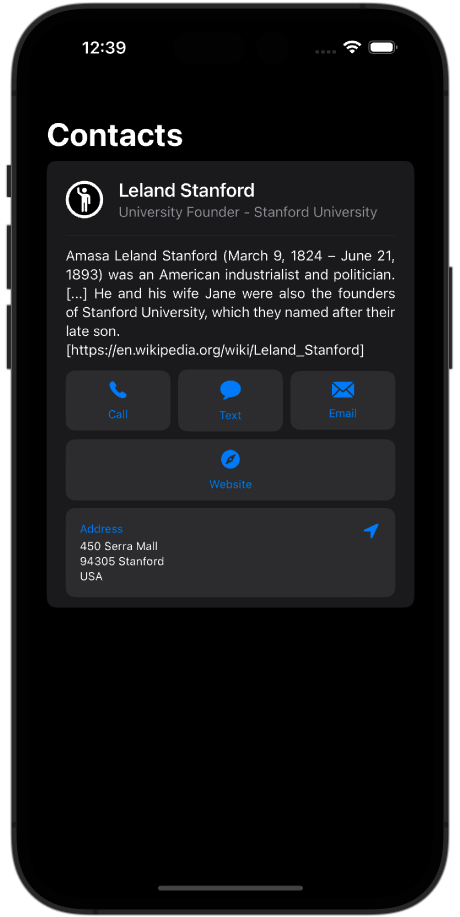 12:39
Contacts
Leland Stanford
University Founder - Stanford University
Amasa Leland Stanford (March 9, 1824 – June 21,
1893) was an American industrialist and politician.
[...] He and his wife Jane were also the founders
of Stanford University, which they named after their
late son.
[https://en.wikipedia.org/wiki/Leland_Stanford]
Call
Text
Email
Website
Address
450 Serra Mall
94305 Stanford
USA